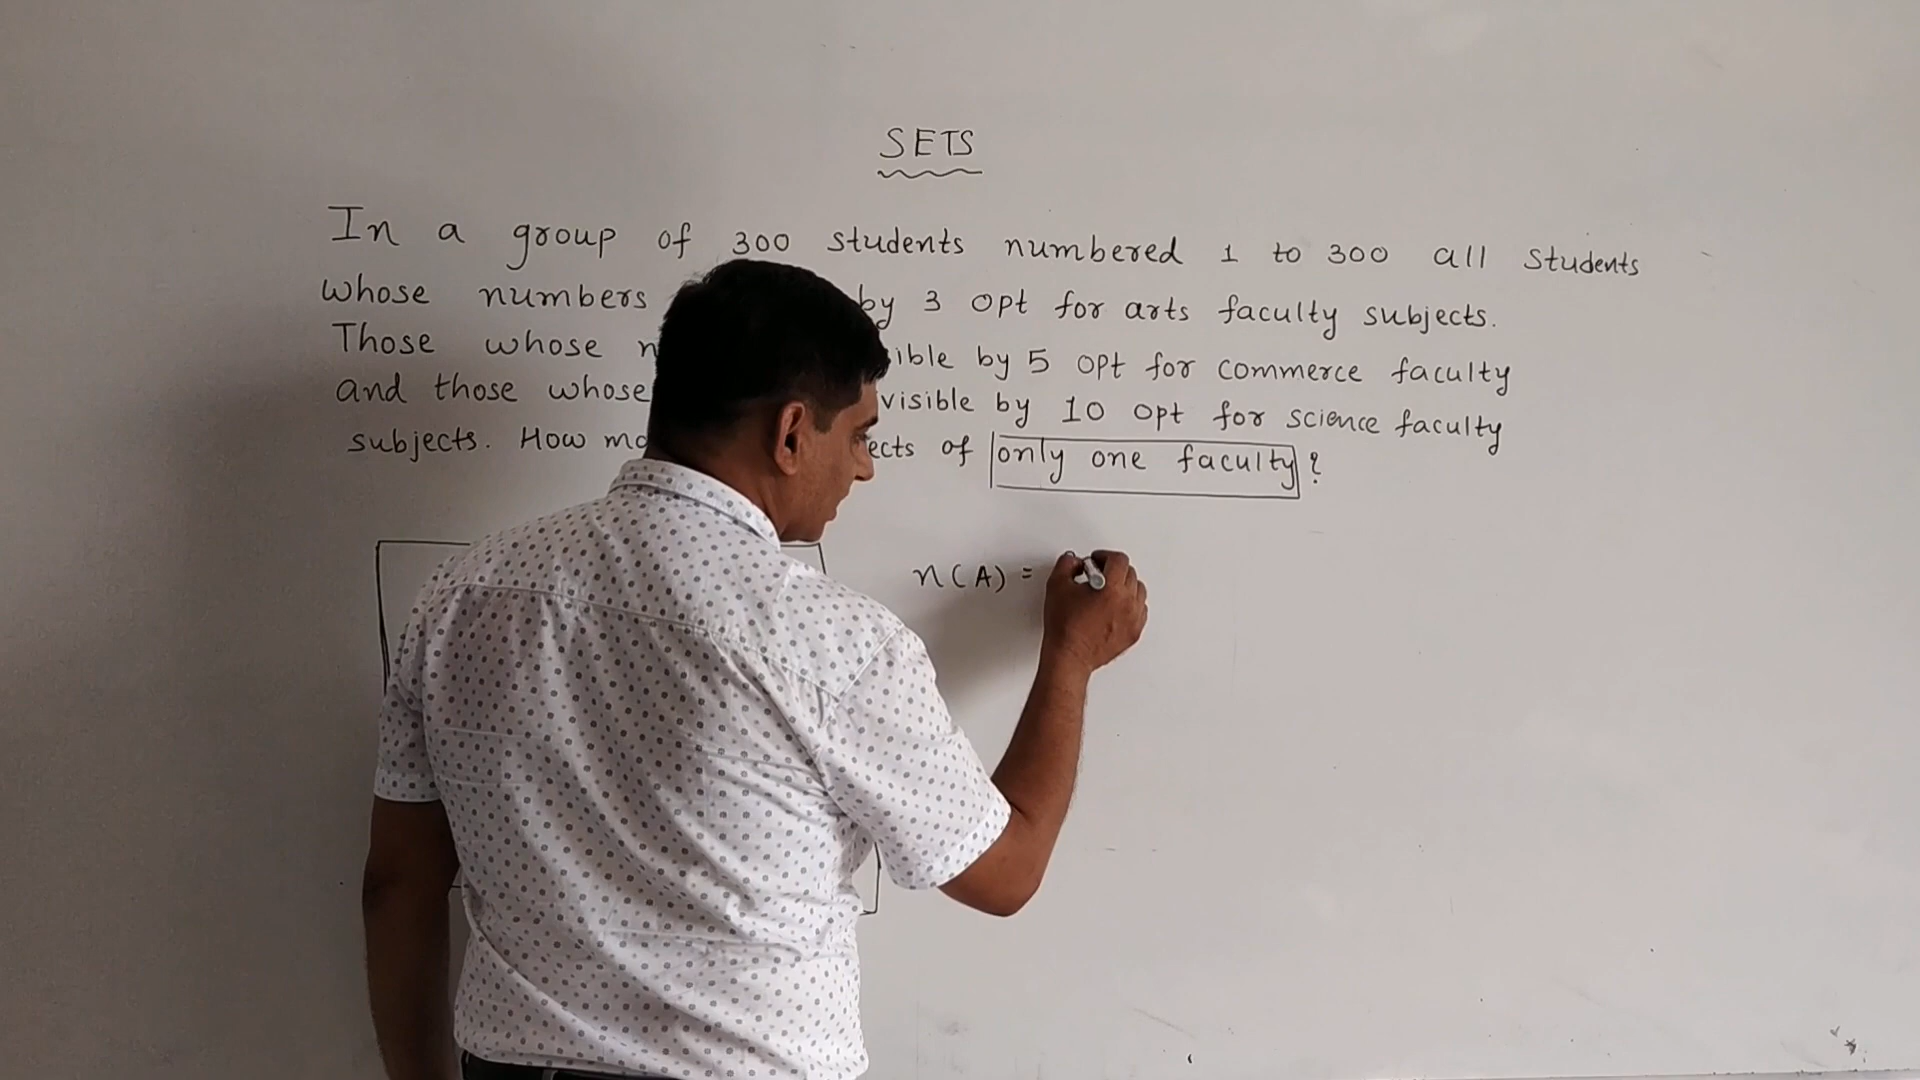 SETS
In a group of 300 students numbered 1 to 300 all students
whose numbers by 3 opt for arts faculty subjects.
Those whose ible by 5 opt for commerce faculty
and those whose visible by 10 opt for science faculty
subjects. How ects of only one faculty?
n(A) =